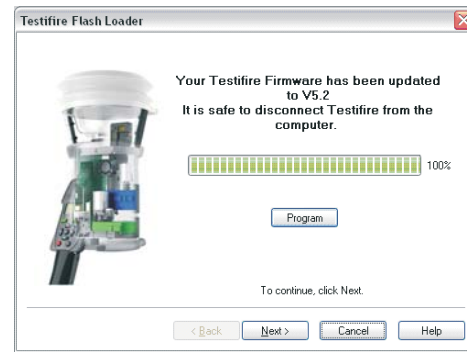 Testifire Flash Loader
Your Testifire Firmware has been updated
to V5.2
It is safe to disconnect Testifire from the
computer.
100%
Program
To continue, click Next.
< Back
Next >
Cancel
Help